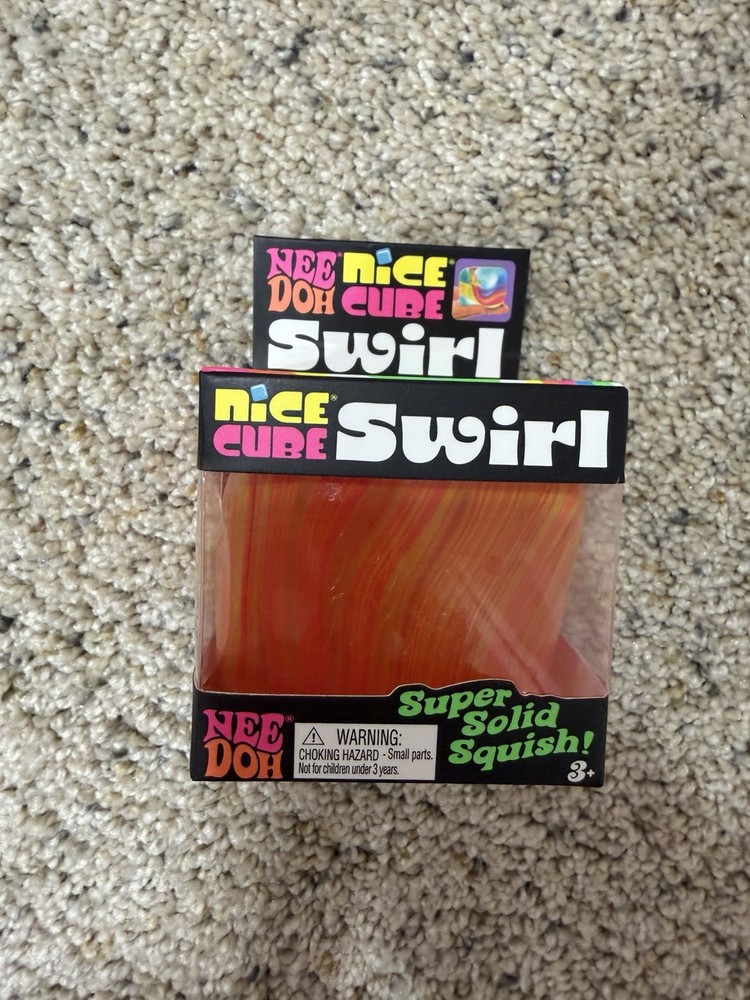 NEE DOH
NICE® CUBE
Swirl
NICE® CUBE
Swirl
Super
Solid
Squish!
NEE®
DOH
WARNING:
CHOKING HAZARD - Small parts.
Not for children under 3 years.
3+